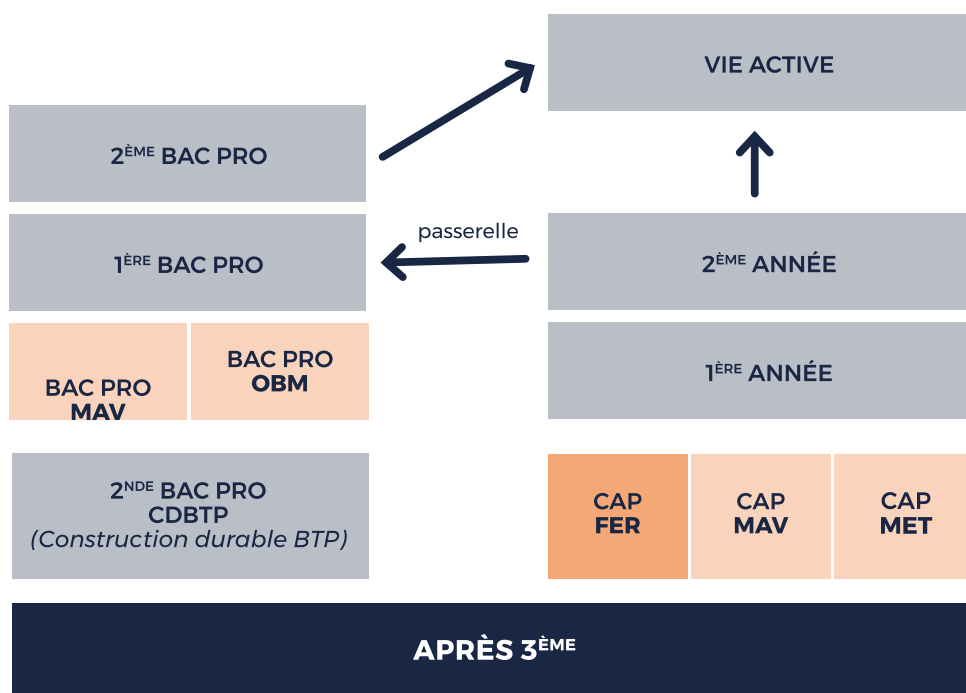 VIE ACTIVE
2ÈME BAC PRO
passerelle
1ÈRE BAC PRO
2ÈME ANNÉE
BAC PRO
MAV
BAC PRO
OBM
1ÈRE ANNÉE
2NDE BAC PRO
CDBTP
(Construction durable BTP)
CAP
FER
CAP
MAV
CAP
MET
APRÈS 3ÈME